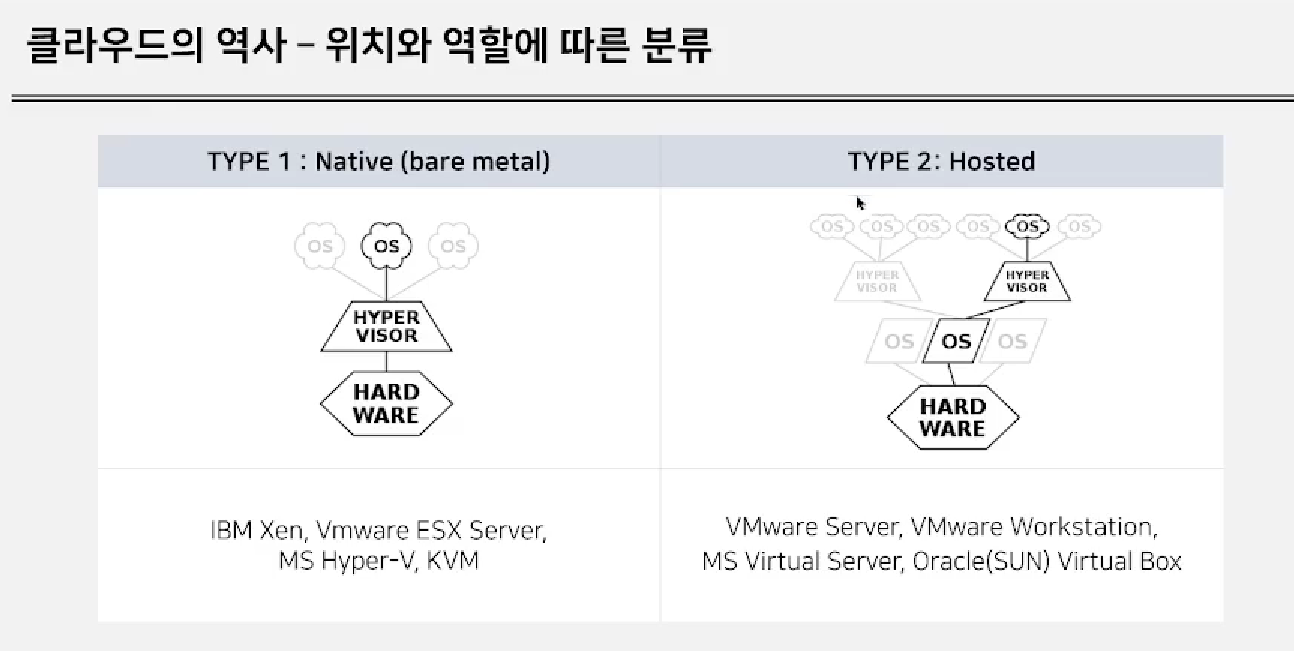 클라우드의 역사 – 위치와 역할에 따른 분류
TYPE 1 : Native (bare metal)
OS OS OS
HYPER
VISOR
HARD
WARE
IBM Xen, Vmware ESX Server,
MS Hyper-V, KVM
TYPE 2: Hosted
OS OS OS OS OS OS
HYPER
VISOR
HYPER
VISOR
OS OS OS
HARD
WARE
VMware Server, VMware Workstation,
MS Virtual Server, Oracle(SUN) Virtual Box